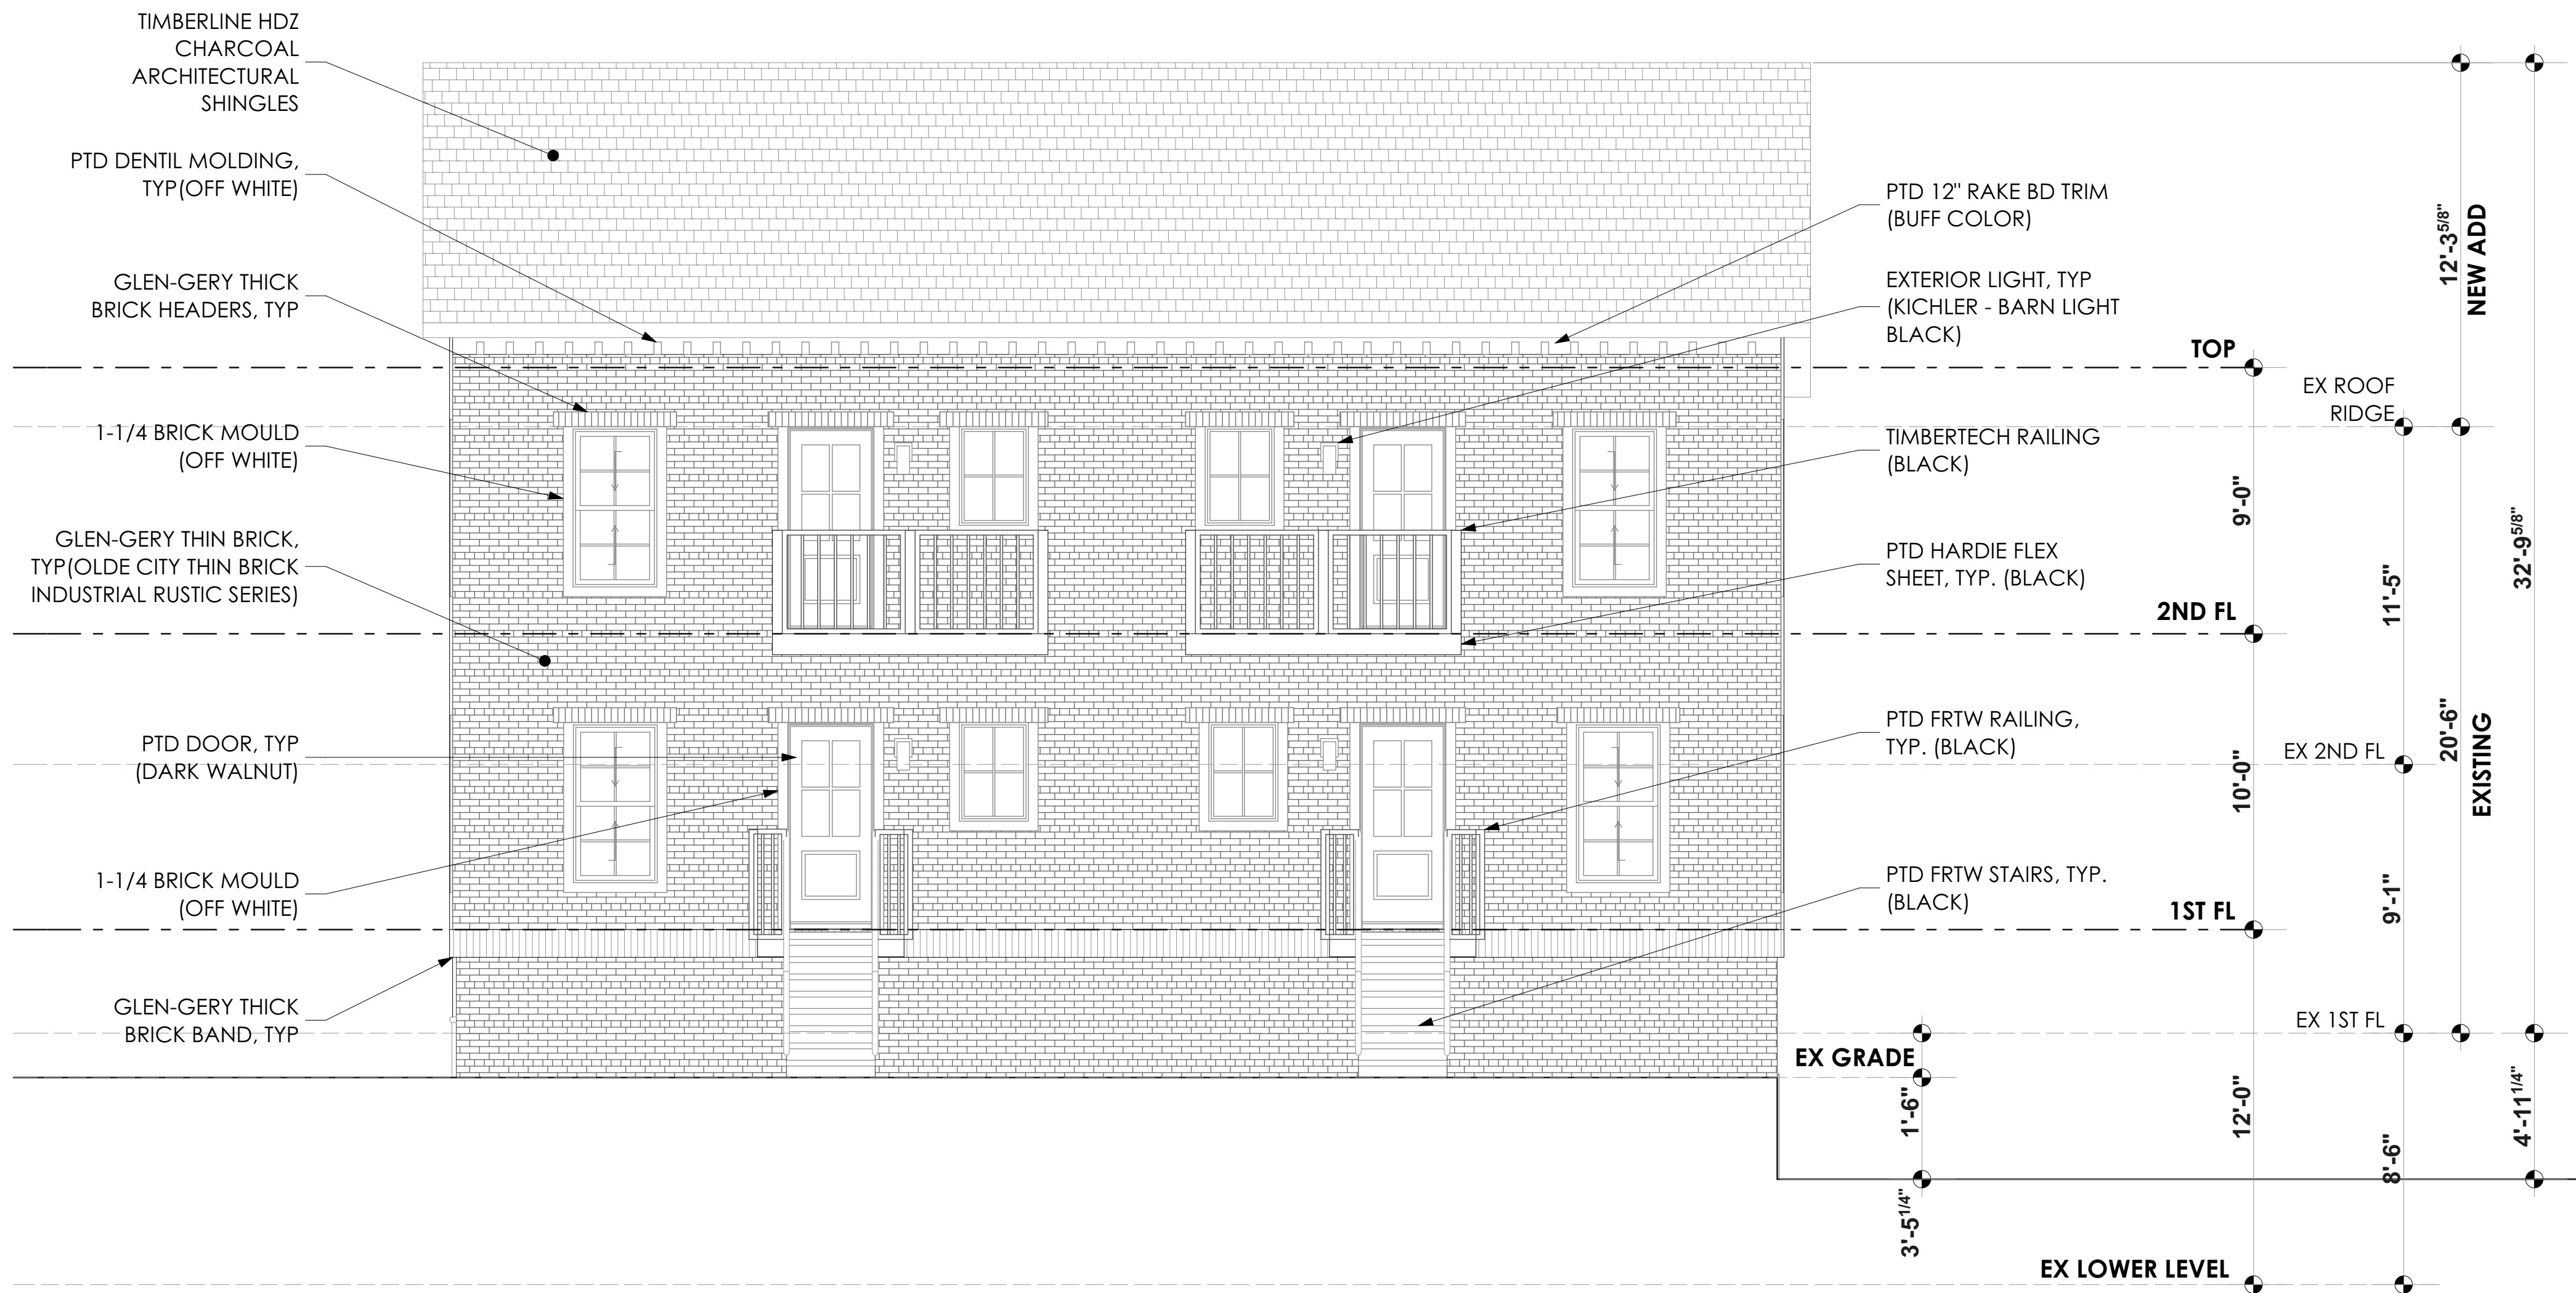 TIMBERLINE HDZ
CHARCOAL
ARCHITECTURAL
SHINGLES
PTD DENTIL MOLDING,
TYP(OFF WHITE)
GLEN-GERY THICK
BRICK HEADERS, TYP
1-1/4 BRICK MOULD
(OFF WHITE)
GLEN-GERY THIN BRICK,
TYP(OLDE CITY THIN BRICK
INDUSTRIAL RUSTIC SERIES)
PTD DOOR, TYP
(DARK WALNUT)
1-1/4 BRICK MOULD
(OFF WHITE)
GLEN-GERY THICK
BRICK BAND, TYP
PTD 12" RAKE BD TRIM
(BUFF COLOR)
EXTERIOR LIGHT, TYP
(KICHLER - BARN LIGHT
BLACK)
TIMBERTECH RAILING
(BLACK)
PTD HARDIE FLEX
SHEET, TYP. (BLACK)
PTD FRTW RAILING,
TYP. (BLACK)
PTD FRTW STAIRS, TYP.
(BLACK)
EX GRADE
1'-6"
3'-5 1/4"
TOP
9'-0"
2ND FL
10'-0"
1ST FL
12'-0"
EX LOWER LEVEL
EX ROOF
RIDGE
11'-5"
EX 2ND FL
9'-1"
EX 1ST FL
8'-6"
12'-3 5/8"
NEW ADD
20'-6"
EXISTING
32'-9 5/8"
4'-11 1/4"